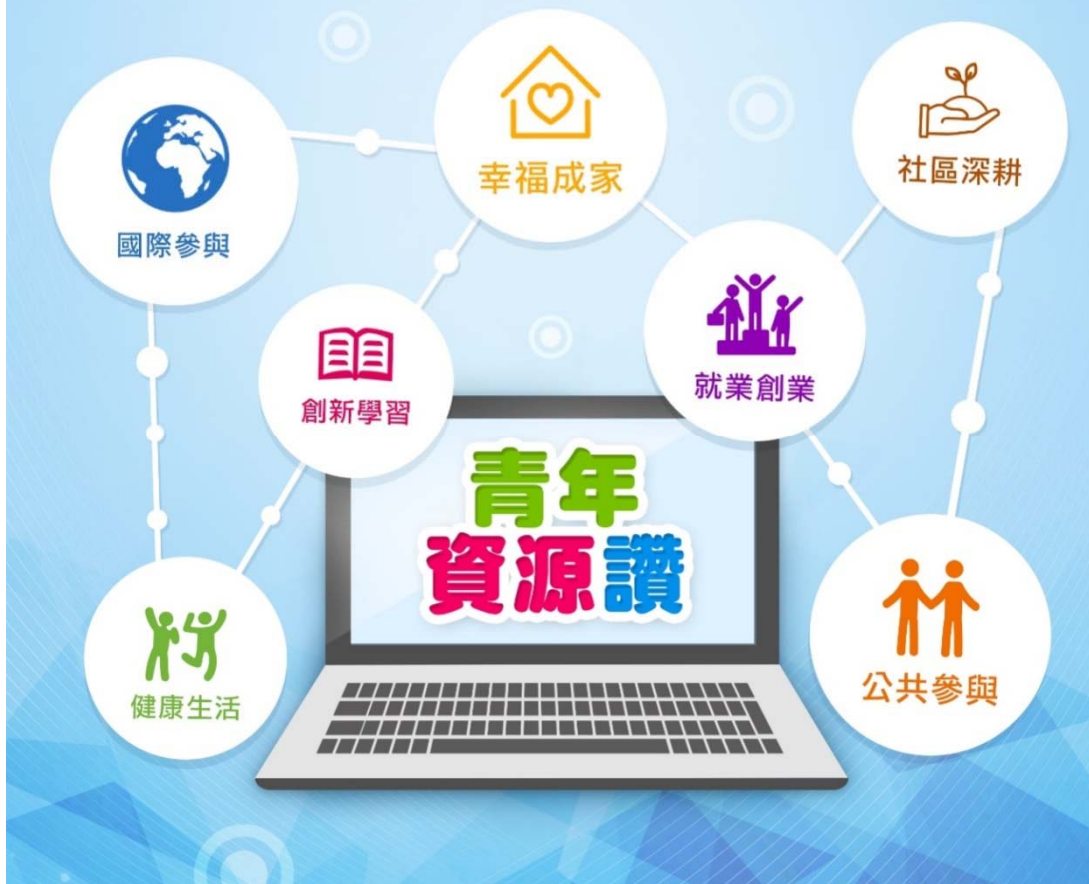 幸福成家
社區深耕
國際參與
就業創業
創新學習
青年
資源讚
健康生活
公共參與